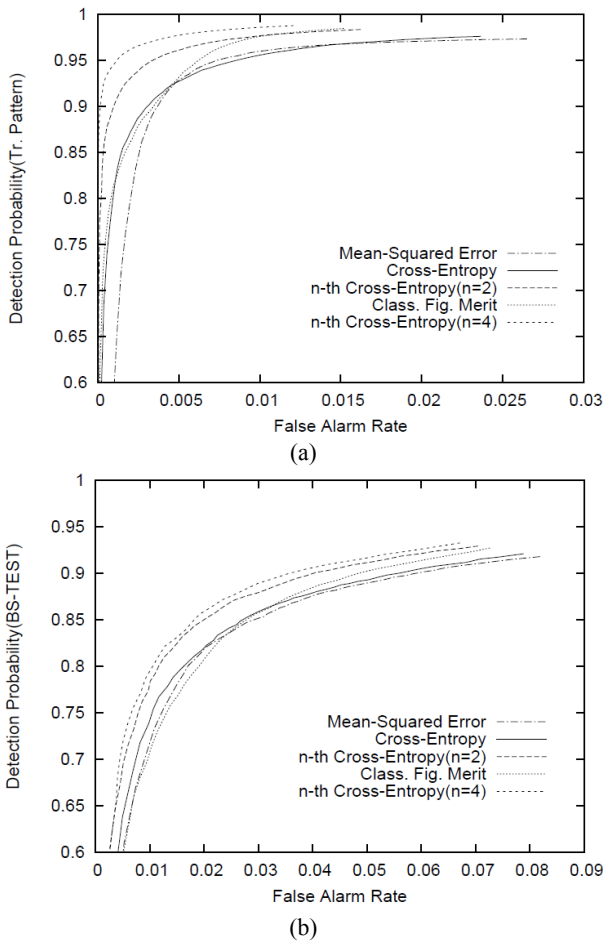 1
0.95
0.9
0.85
0.8
0.75
0.7
0.65
0.6
Detection Probability(Tr. Pattern)
Mean-Squared Error
Cross-Entropy
n-th Cross-Entropy(n=2)
Class. Fig. Merit
n-th Cross-Entropy(n=4)
0 0.005 0.01 0.015 0.02 0.025 0.03
False Alarm Rate
(a)
1
0.95
0.9
0.85
0.8
0.75
0.7
0.65
0.6
Detection Probability(BS-TEST)
Mean-Squared Error
Cross-Entropy
n-th Cross-Entropy(n=2)
Class. Fig. Merit
n-th Cross-Entropy(n=4)
0 0.01 0.02 0.03 0.04 0.05 0.06 0.07 0.08 0.09
False Alarm Rate
(b)